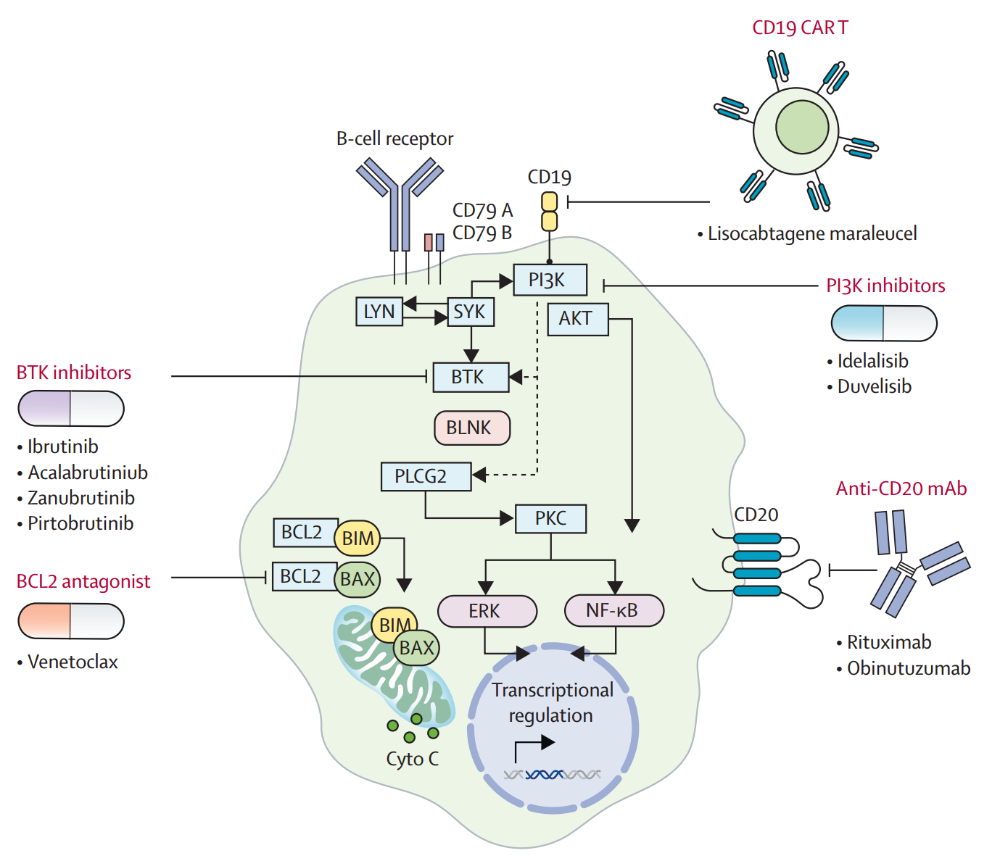 CD19 CAR T
B-cell receptor
CD19
CD79 A
CD79 B
• Lisocabtagene maraleucel
PI3K
PI3K inhibitors
LYN
SYK
AKT
• Idelalisib
• Duvelisib
BTK inhibitors
BTK
BLNK
• Ibrutinib
• Acalabrutiniub
• Zanubrutinib
• Pirtobrutinib
PLCG2
PKC
Anti-CD20 mAb
CD20
BCL2
BIM
BCL2 antagonist
BCL2
BAX
ERK
NF-κB
BIM
BAX
• Venetoclax
• Rituximab
• Obinutuzumab
Transcriptional
regulation
Cyto C